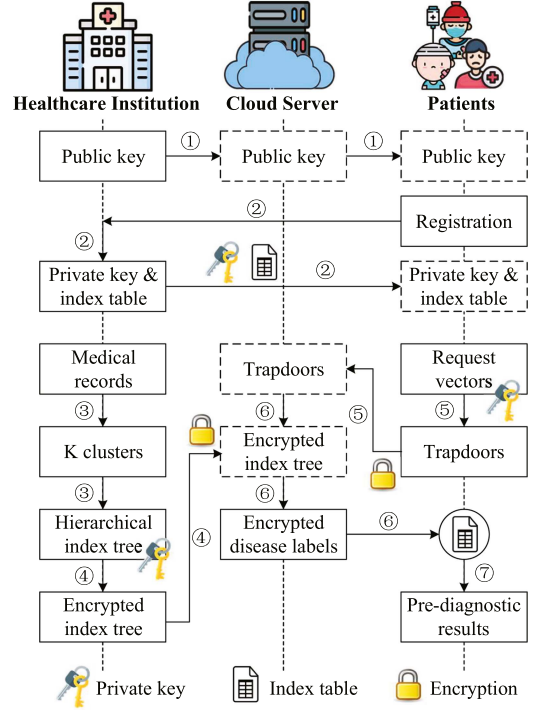 Healthcare Institution
Cloud Server
Patients
Public key
①
Public key
①
Public key
②
Registration
②
Private key &
index table
②
Private key &
index table
Medical
records
Trapdoors
Request
vectors
③
⑥
⑤
⑤
K clusters
Encrypted
index tree
Trapdoors
③
④
⑥
Hierarchical
index tree
Encrypted
disease labels
⑥
④
⑦
Encrypted
index tree
Pre-diagnostic
results
Private key
Index table
Encryption